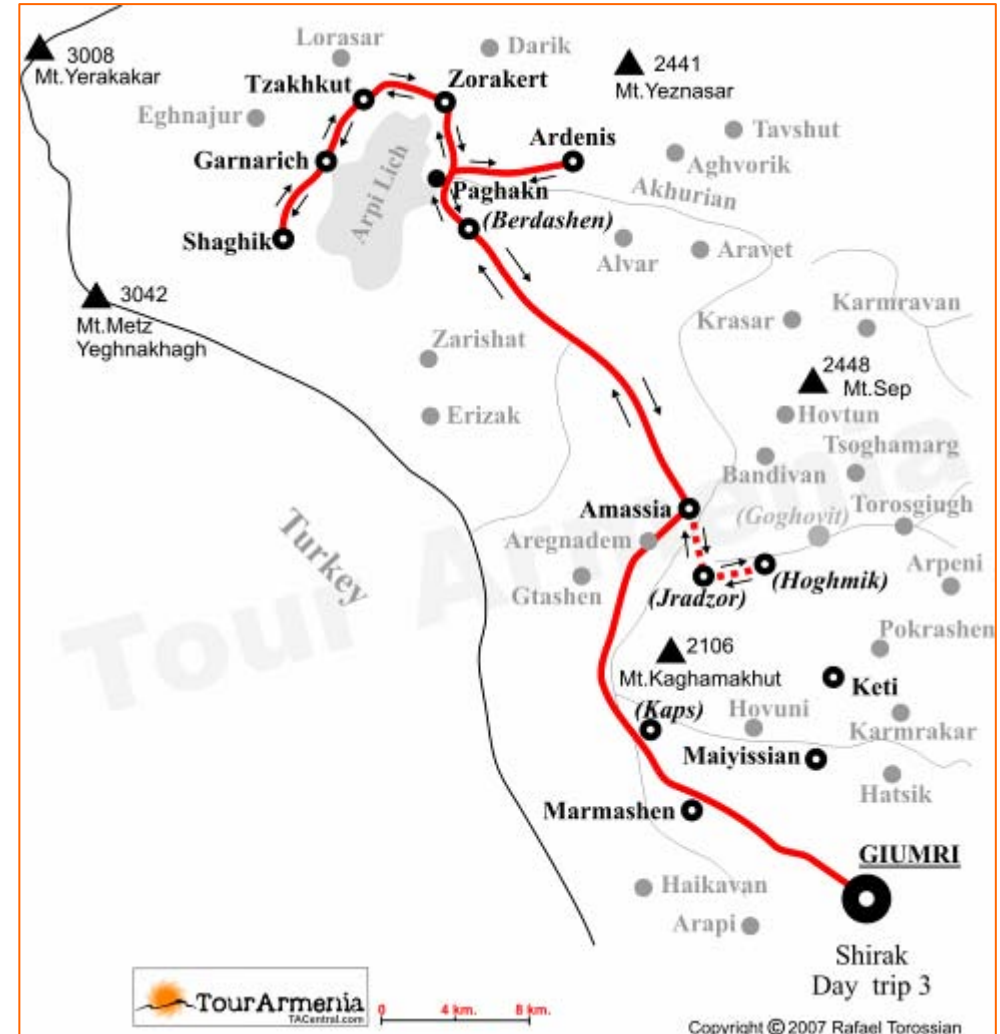 3008
Mt.Yerakakar
Lorasar
Darik
2441
Mt.Yeznasar
Tzakhkut
Zorakert
Eghnajur
Ardenis
Tavshut
Aghvorik
Garnarich
Arpi Lich
Paghakn
Akhurian
(Berdashen)
Shaghik
Alvar
Aravet
3042
Mt.Metz
Yeghnakhagh
Karmravan
Krasar
Zarishat
2448
Mt.Sep
Erizak
Hovtun
Tsoghamarg
Bandivan
Amassia
(Goghovit)
Torosgiugh
Aregnadem
Turkey
Tour Armenia
Arpeni
Gtashen
(Jradzor)
(Hoghmik)
Pokrashen
2106
Mt.Kaghamakhut
Keti
(Kaps)
Hovuni
Karmrakar
Maiyissian
Hatsik
Marmashen
GIUMRI
Haikavan
Arapi
Shirak
Day trip 3
TourArmenia
TACentral.com
0 4 km. 8 km.
Copyright © 2007 Rafael Torossian